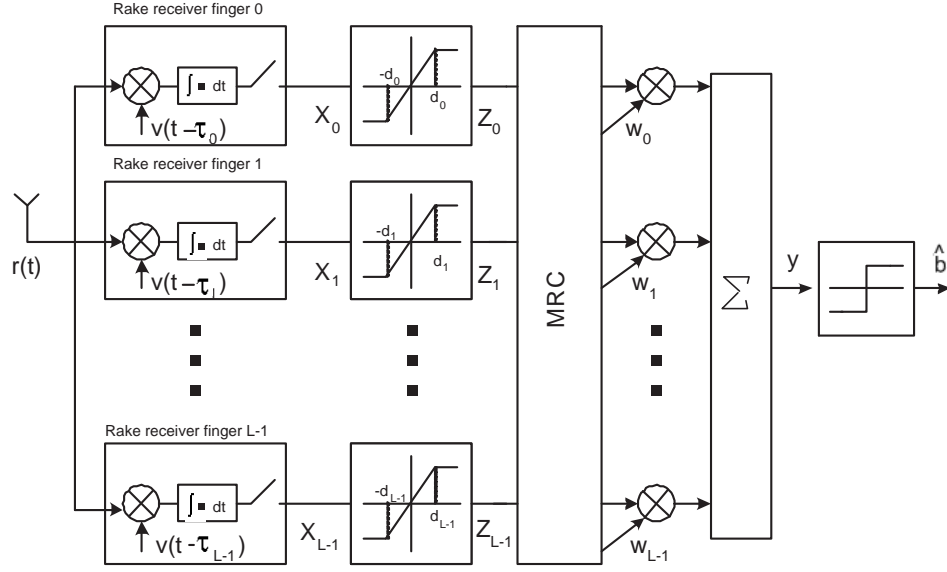 Rake receiver finger 0
∫ ■ dt
v(t – τ0)
X0
-d0
d0
Z0
w0
Rake receiver finger 1
∫ ■ dt
v(t – τl)
r(t)
X1
-d1
d1
Z1
MRC
w1
Σ
y
b̂
Rake receiver finger L-1
∫ ■ dt
v(t - τL-1)
XL-1
-dL-1
dL-1
ZL-1
wL-1